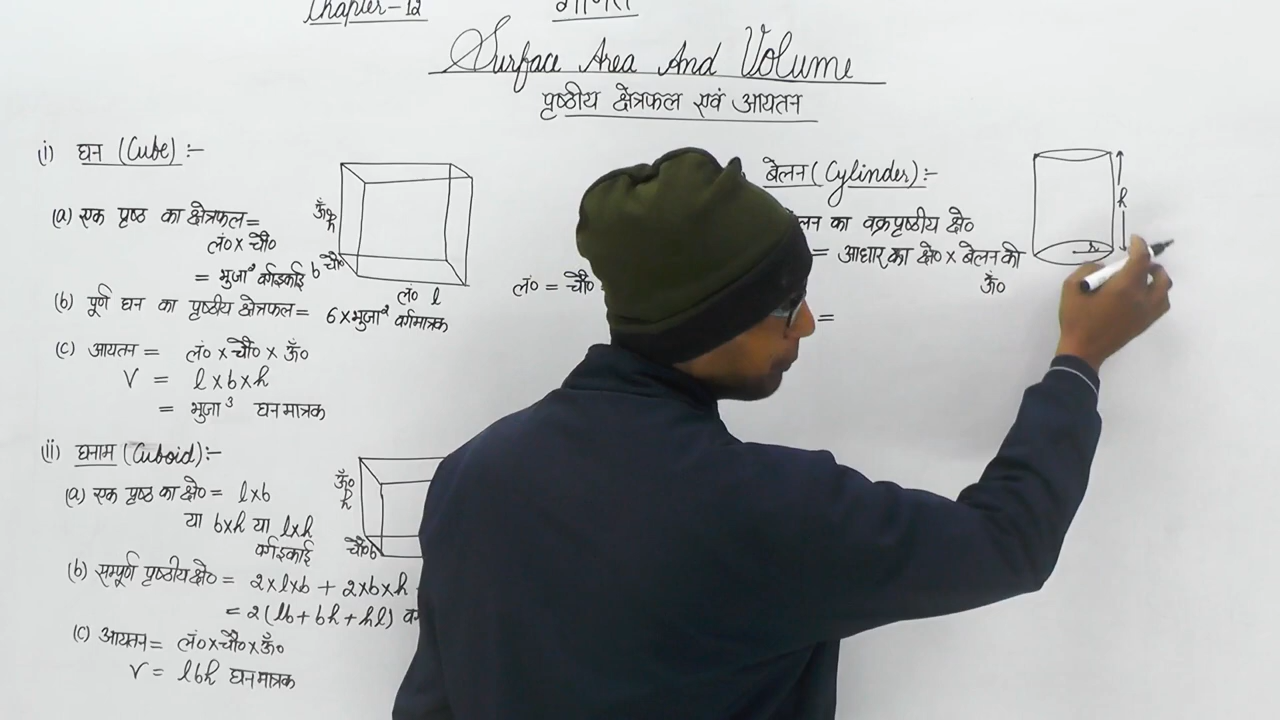 Chapter-12
गणित
Surface Area And Volume
पृष्ठीय क्षेत्रफल एवं आयतन
(i) घन (Cube) :-
(a) एक पृष्ठ का क्षेत्रफल =
लं० x चौ०
= भुजा² वर्गइकाई
(b) पूर्ण घन का पृष्ठीय क्षेत्रफल = 6 x भुजा² वर्गमात्रक
(c) आयतन = लं० x चौ० x ऊँ०
V = l x b x h
= भुजा³ घन मात्रक
ऊँ०
h
b चौ०
लं० l
लं० = चौ०
(ii) घनाभ (Cuboid) :-
(a) एक पृष्ठ का क्षे० = l x b
या b x h या l x h
वर्गइकाई
(b) सम्पूर्ण पृष्ठीय क्षे० = 2 x l x b + 2 x b x h
= 2 (lb + bh + hl)
(c) आयतन = लं० x चौ० x ऊँ०
V = lbh घन मात्रक
ऊँ०
h
चौ० b
बेलन (Cylinder) :-
का वक्रपृष्ठीय क्षे०
= आधार का क्षे० x बेलन की
ऊँ०
=
h
r